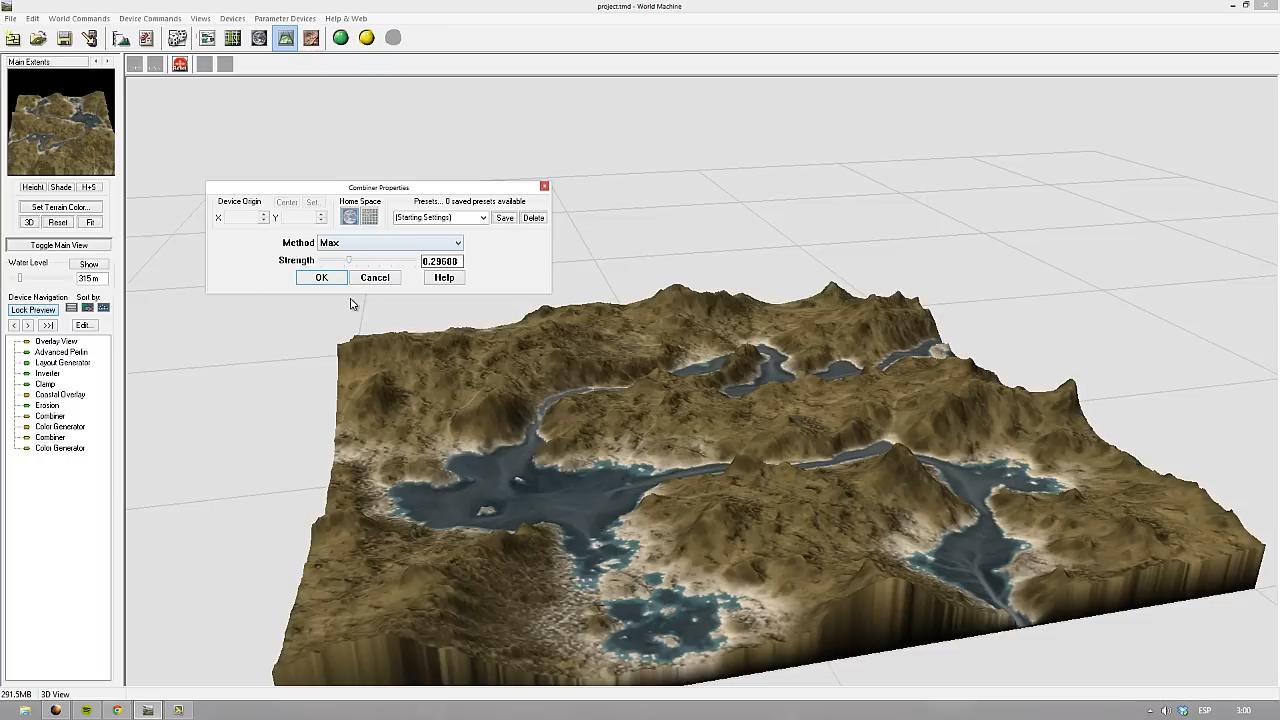 project.tmd - World Machine
File Edit World Commands Device Commands Views Devices Parameter Devices Help & Web
Main Extents
Height Shade H+S
Set Terrain Color...
3D Reset Fit
Toggle Main View
Water Level Show
315 m
Device Navigation Sort by:
Lock Preview
< > >>| Edit...
Overlay View
Advanced Perlin
Layout Generator
Inverter
Clamp
Coastal Overlay
Erosion
Combiner
Color Generator
Combiner
Color Generator
Combiner Properties
Device Origin Center Set... Home Space Presets... 0 saved presets available
X Y (Starting Settings) Save Delete
Method Max
Strength 0.29600
OK Cancel Help
291.5MB 3D View
ESP 3:00